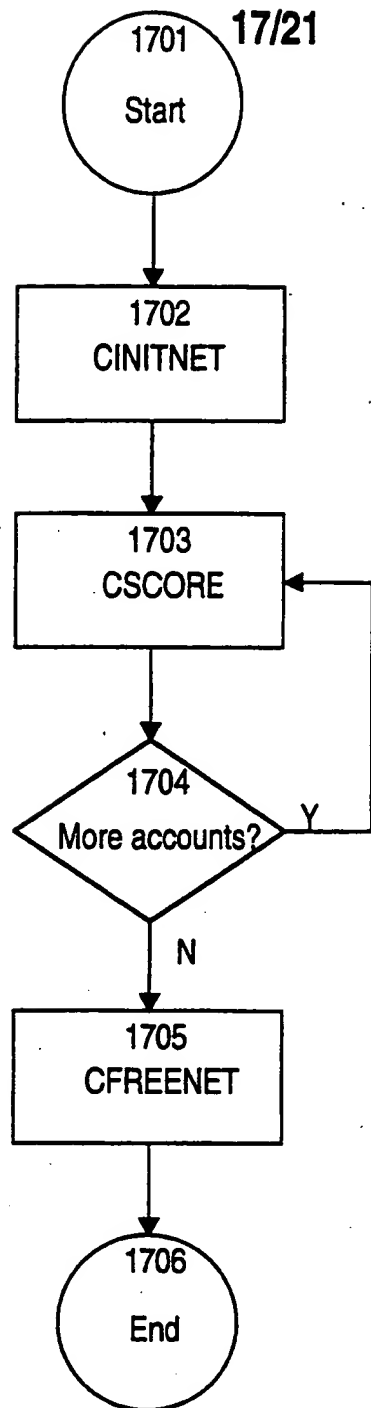 17/21
1701
Start
1702
CINITNET
1703
CSCORE
1704
More accounts?
Y
N
1705
CFREENET
1706
End